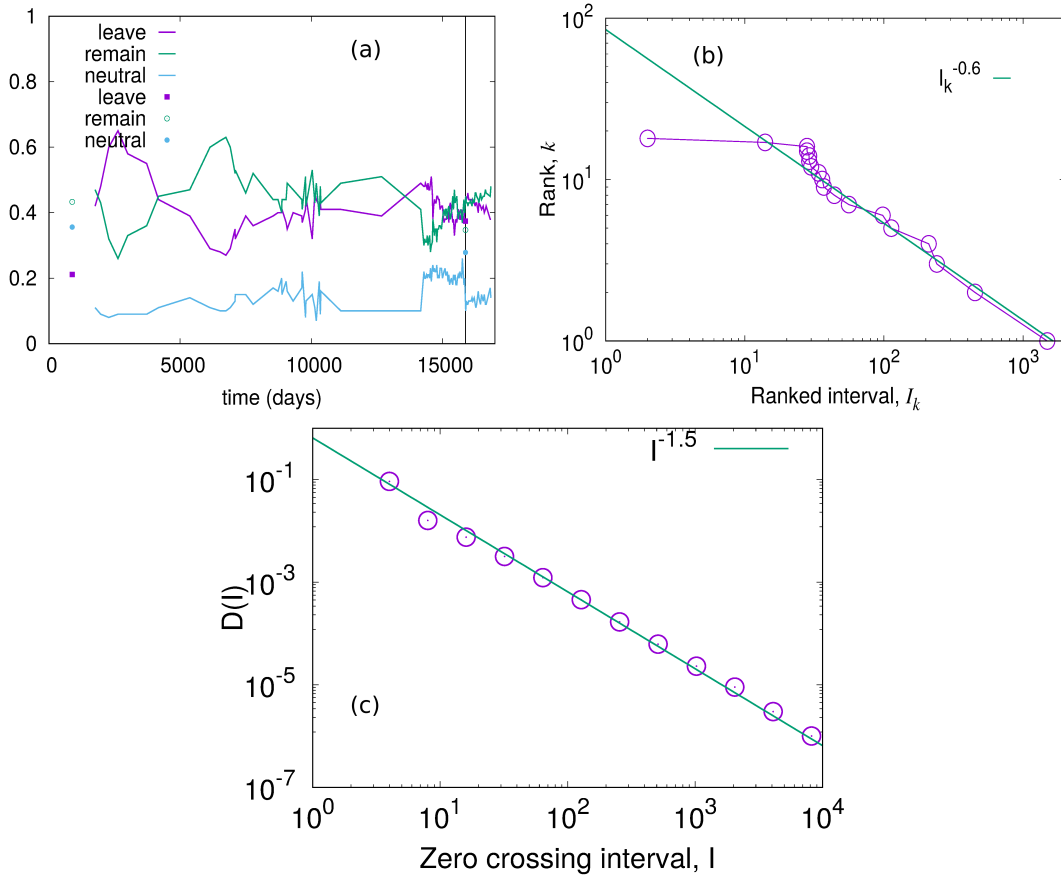 (a)
leave
remain
neutral
leave
remain
neutral
1
0.8
0.6
0.4
0.2
0
0 5000 10000 15000
time (days)
(b)
I_k^-0.6
10^2
10^1
10^0
Rank, k
10^0 10^1 10^2 10^3
Ranked interval, I_k
I^-1.5
10^-1
10^-3
10^-5
10^-7
D(I)
(c)
10^0 10^1 10^2 10^3 10^4
Zero crossing interval, I